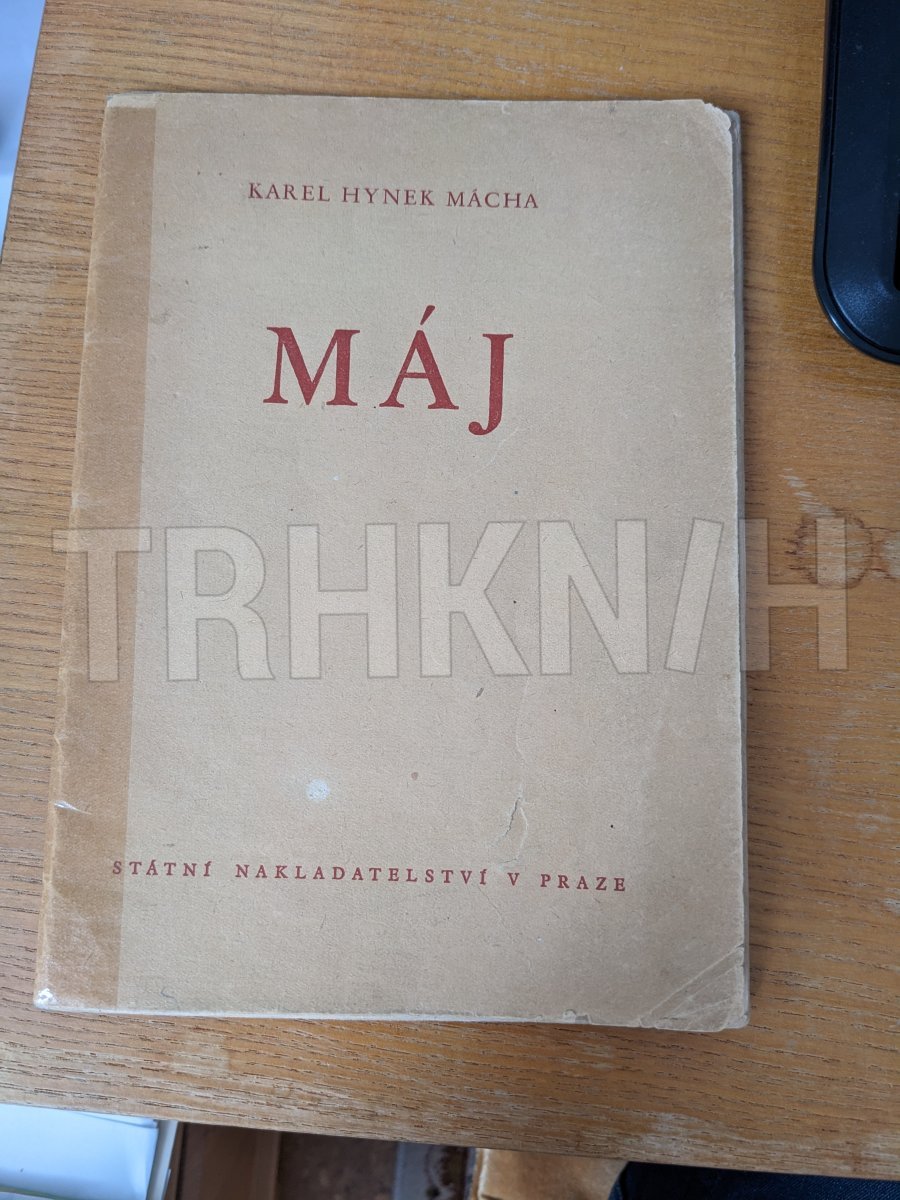 KAREL HYNEK MÁCHA
MÁJ
TRHKNIH
STÁTNÍ NAKLADATELSTVÍ V PRAZE